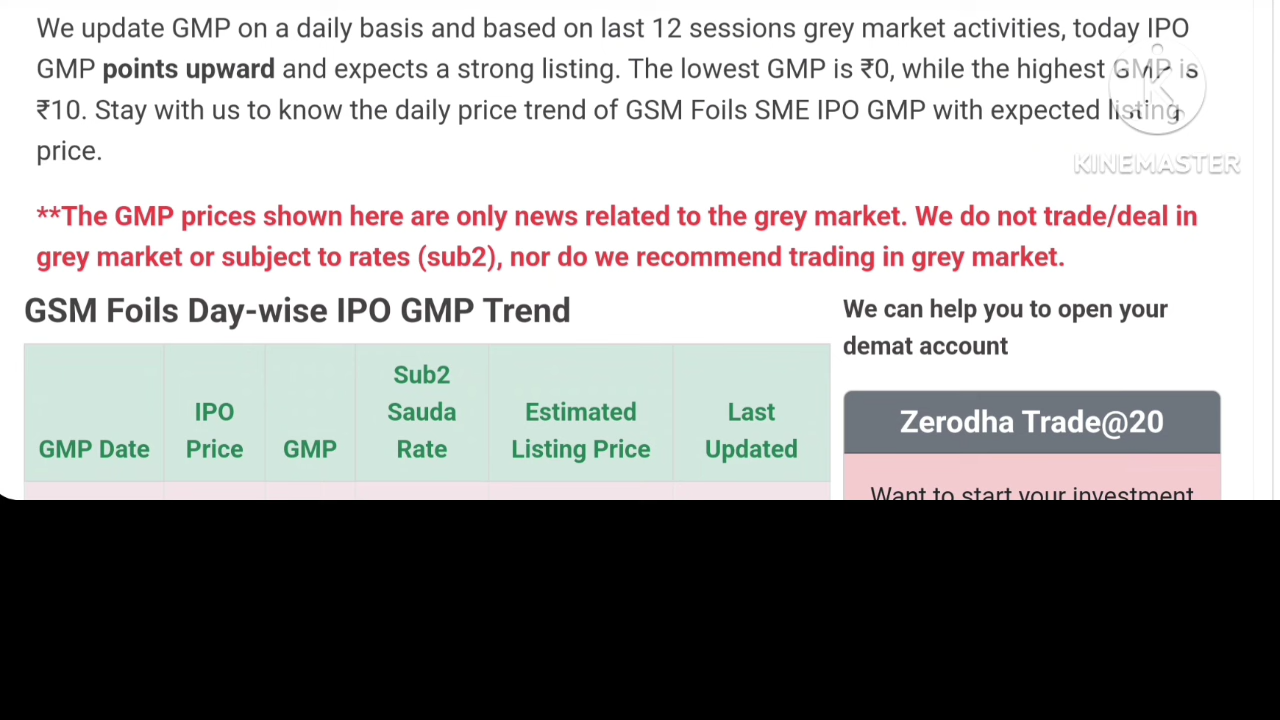 We update GMP on a daily basis and based on last 12 sessions grey market activities, today IPO
GMP points upward and expects a strong listing. The lowest GMP is ₹0, while the highest GMP is
₹10. Stay with us to know the daily price trend of GSM Foils SME IPO GMP with expected listing
price.
KINEMASTER
**The GMP prices shown here are only news related to the grey market. We do not trade/deal in
grey market or subject to rates (sub2), nor do we recommend trading in grey market.
GSM Foils Day-wise IPO GMP Trend
GMP Date
IPO
Price
GMP
Sub2
Sauda
Rate
Estimated
Listing Price
Last
Updated
We can help you to open your
demat account
Zerodha Trade@20
Want to start your investment